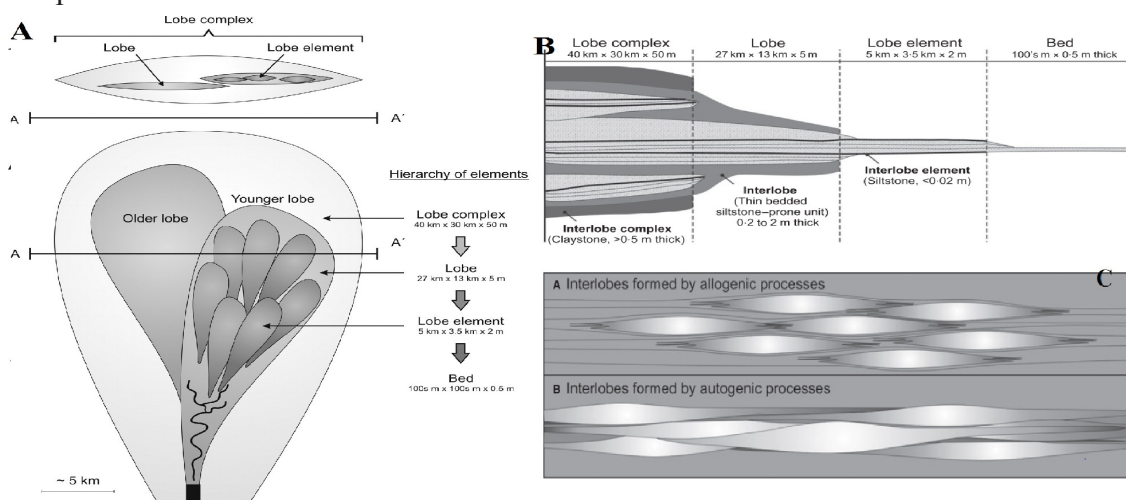 A
Lobe complex
Lobe
Lobe element
A
A′
Older lobe
Younger lobe
A
A′
~ 5 km
Hierarchy of elements
Lobe complex
40 km x 30 km x 50 m
Lobe
27 km x 13 km x 5 m
Lobe element
5 km x 3.5 km x 2 m
Bed
100s m x 100s m x 0.5 m
B
Lobe complex
40 km × 30 km × 50 m
Lobe
27 km × 13 km × 5 m
Lobe element
5 km × 3·5 km × 2 m
Bed
100's m × 0·5 m thick
Interlobe element
(Siltstone, <0·02 m)
Interlobe
(Thin bedded
siltstone–prone unit)
0·2 to 2 m thick
Interlobe complex
(Claystone, >0·5 m thick)
C
A Interlobes formed by allogenic processes
B Interlobes formed by autogenic processes